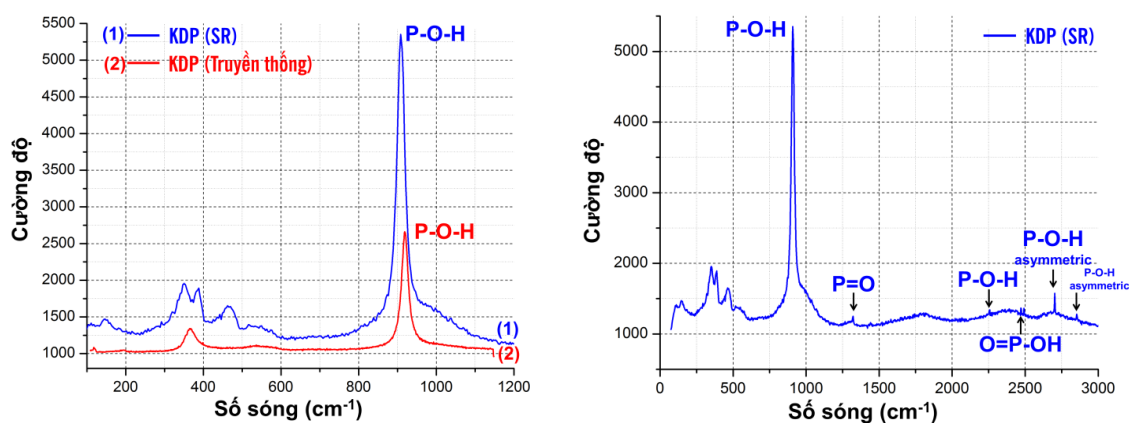 (1) KDP (SR)
(2) KDP (Truyền thống)
P-O-H
P-O-H
(1)
(2)
5500
5000
4500
4000
3500
3000
2500
2000
1500
1000
200
400
600
800
1000
1200
Cường độ
Số sóng (cm⁻¹)
KDP (SR)
P-O-H
P=O
P-O-H
P-O-H
asymmetric
P-O-H
asymmetric
O=P-OH
5000
4000
3000
2000
1000
0
500
1000
1500
2000
2500
3000
Cường độ
Số sóng (cm⁻¹)